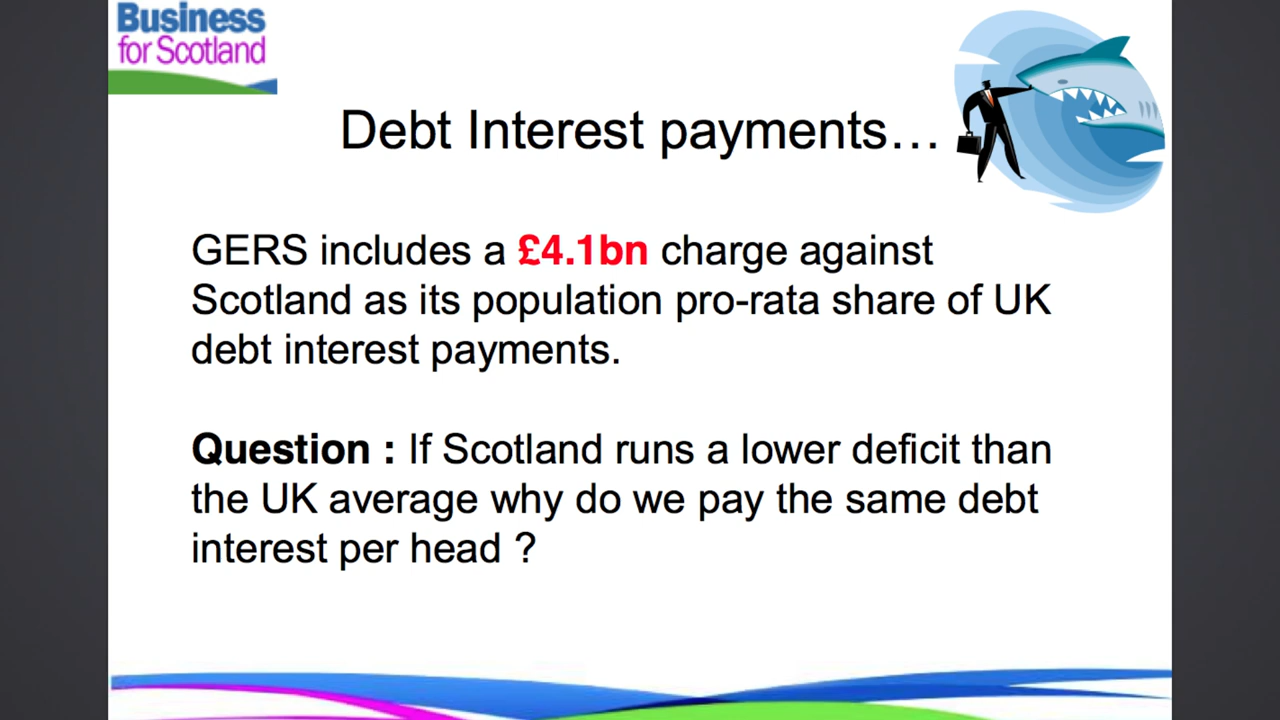 Business
for Scotland
Debt Interest payments...
GERS includes a £4.1bn charge against
Scotland as its population pro-rata share of UK
debt interest payments.
Question : If Scotland runs a lower deficit than
the UK average why do we pay the same debt
interest per head ?